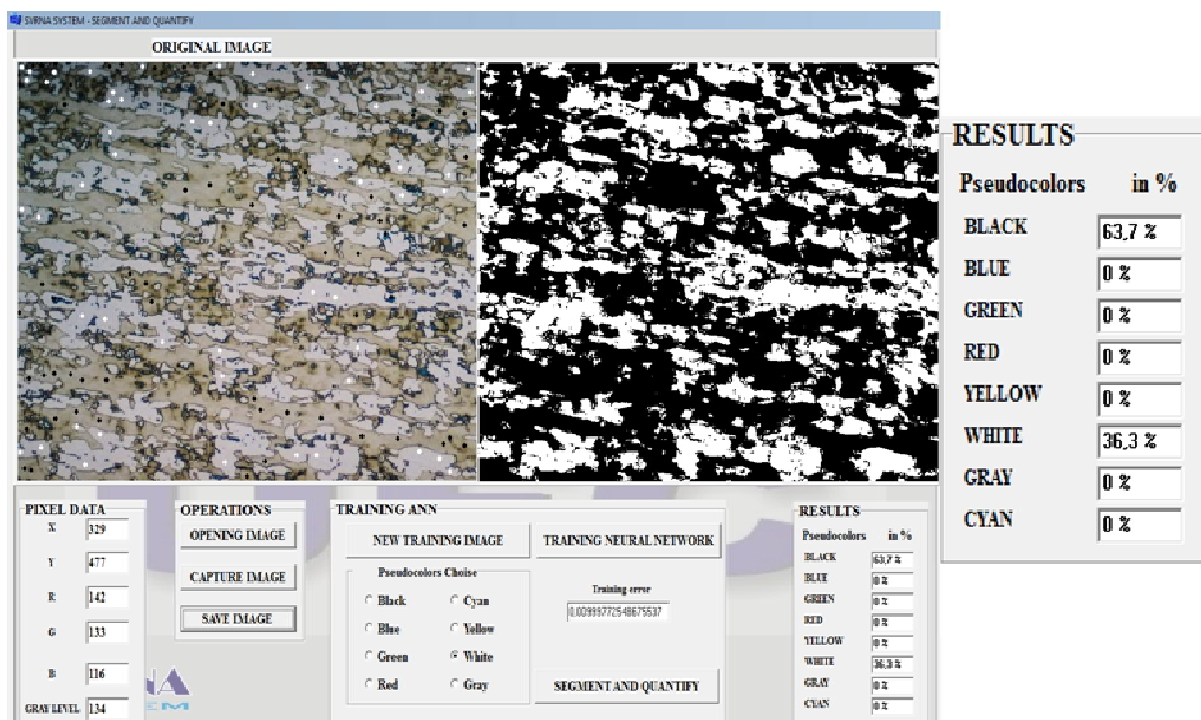 SVRNA SYSTEM - SEGMENT AND QUANTIFY
ORIGINAL IMAGE
RESULTS
Pseudocolors in %
BLACK 63,7 %
BLUE 0 %
GREEN 0 %
RED 0 %
YELLOW 0 %
WHITE 36,3 %
GRAY 0 %
CYAN 0 %
PIXEL DATA
X 329
Y 477
R 142
G 133
B 116
GRAY LEVEL 134
OPERATIONS
OPENING IMAGE
CAPTURE IMAGE
SAVE IMAGE
TRAINING ANN
NEW TRAINING IMAGE
TRAINING NEURAL NETWORK
Pseudocolors Choise
Black
Cyan
Blue
Yellow
Green
White
Red
Gray
Training error
SEGMENT AND QUANTIFY
RESULTS
Pseudocolors in %
BLACK 63,7 %
BLUE 0 %
GREEN 0 %
RED 0 %
YELLOW 0 %
WHITE 36,3 %
GRAY 0 %
CYAN 0 %